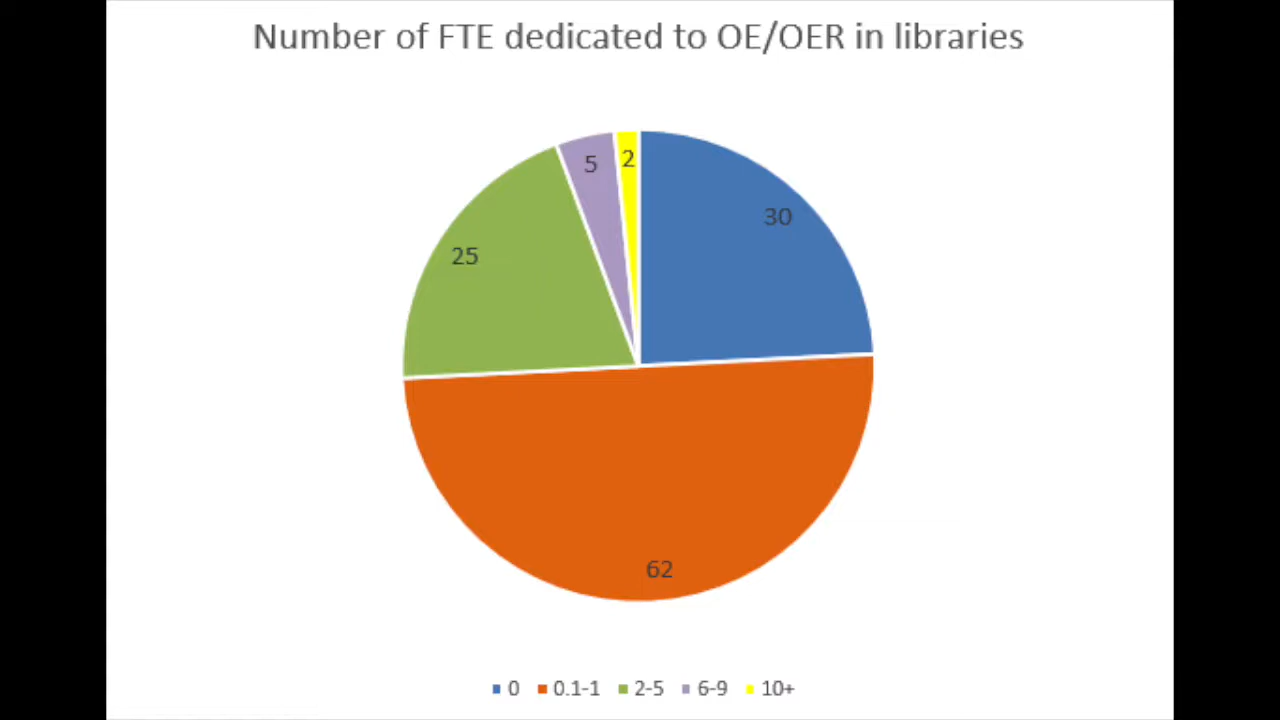 Number of FTE dedicated to OE/OER in libraries
5
2
30
25
62
0 0.1-1 2-5 6-9 10+